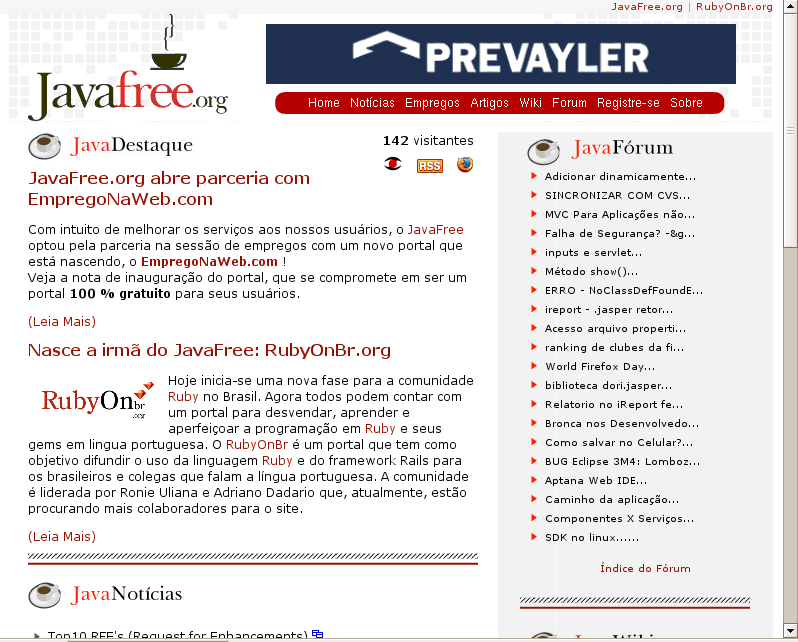 JavaFree.org | RubyOnBr.org
Javafree.org
PREVAYLER
Home Notícias Empregos Artigos Wiki Forum Registre-se Sobre
JavaDestaque
142 visitantes
RSS
JavaFree.org abre parceria com
EmpregoNaWeb.com
Com intuito de melhorar os serviços aos nossos usuários, o JavaFree
optou pela parceria na sessão de empregos com um novo portal que
está nascendo, o EmpregoNaWeb.com !
Veja a nota de inauguração do portal, que se compromete em ser um
portal 100 % gratuito para seus usuários.
(Leia Mais)
Nasce a irmã do JavaFree: RubyOnBr.org
RubyOnbr
.org
Hoje inicia-se uma nova fase para a comunidade
Ruby no Brasil. Agora todos podem contar com
um portal para desvendar, aprender e
aperfeiçoar a programação em Ruby e seus
gems em lingua portuguesa. O RubyOnBr é um portal que tem como
objetivo difundir o uso da linguagem Ruby e do framework Rails para
os brasileiros e colegas que falam a língua portuguesa. A comunidade
é liderada por Ronie Uliana e Adriano Dadario que, atualmente, estão
procurando mais colaboradores para o site.
(Leia Mais)
JavaNotícias
Top10 RFE's (Request for Enhancements)
JavaFórum
Adicionar dinamicamente...
SINCRONIZAR COM CVS...
MVC Para Aplicações não...
Falha de Segurança? -&g...
inputs e servlet...
Método show()...
ERRO - NoClassDefFoundE...
ireport - .jasper retor...
Acesso arquivo properti...
ranking de clubes da fi...
World Firefox Day...
biblioteca dori.jasper...
Relatorio no iReport fe...
Bronca nos Desenvolvedo...
Como salvar no Celular?...
BUG Eclipse 3M4: Lomboz...
Aptana Web IDE...
Caminho da aplicação...
Componentes X Serviços...
SDK no linux......
Índice do Fórum
JavaWiki